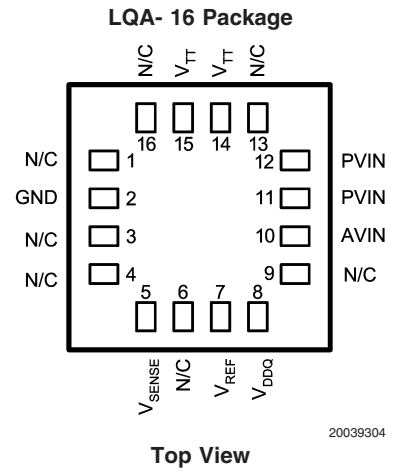 LQA- 16 Package
N/C VTT VTT N/C
16 15 14 13
N/C 1 12 PVIN
GND 2 11 PVIN
N/C 3 10 AVIN
N/C 4 9 N/C
5 6 7 8
VSENSE N/C VREF VDDQ
20039304
Top View